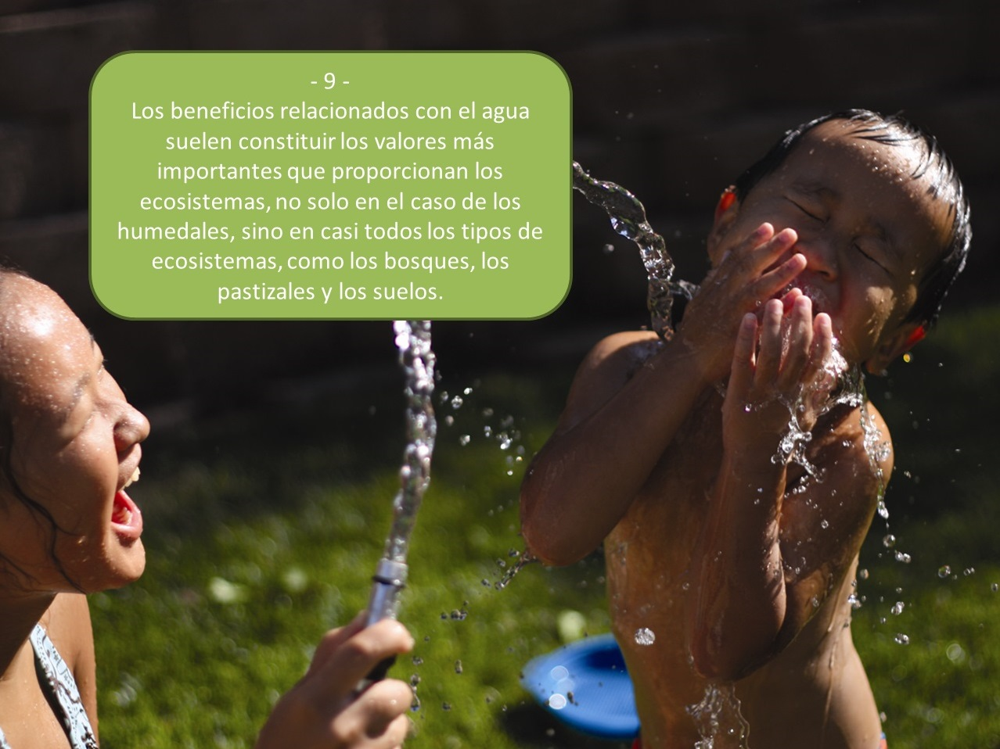 - 9 -
Los beneficios relacionados con el agua
suelen constituir los valores más
importantes que proporcionan los
ecosistemas, no solo en el caso de los
humedales, sino en casi todos los tipos de
ecosistemas, como los bosques, los
pastizales y los suelos.